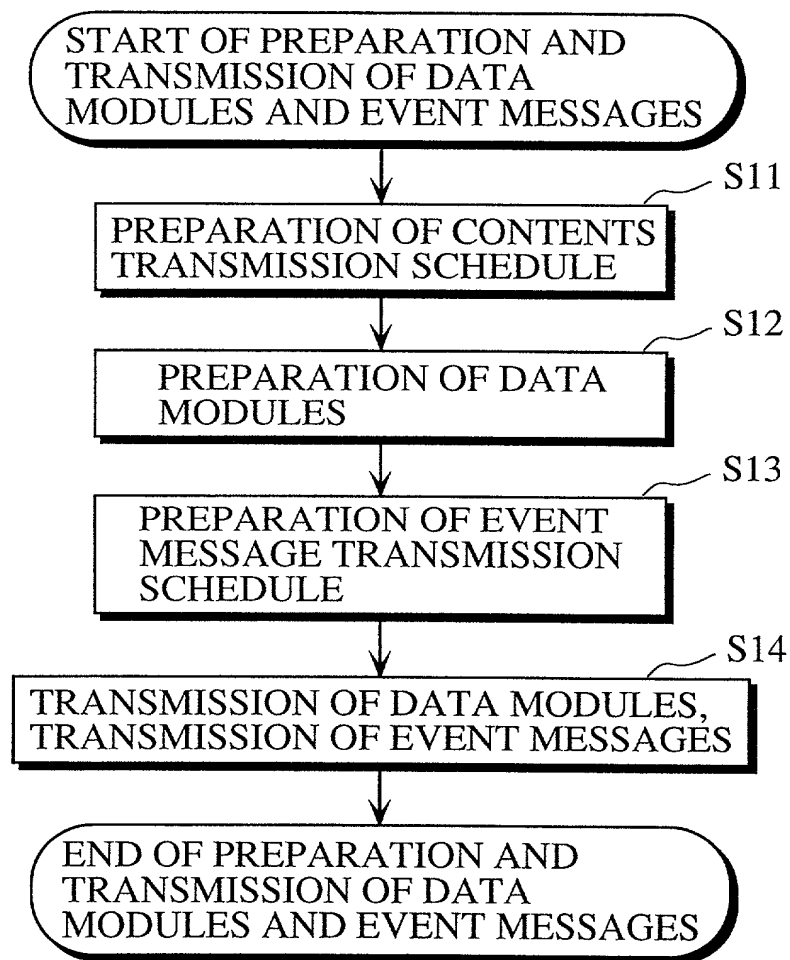 START OF PREPARATION AND
TRANSMISSION OF DATA
MODULES AND EVENT MESSAGES
S11
PREPARATION OF CONTENTS
TRANSMISSION SCHEDULE
S12
PREPARATION OF DATA
MODULES
S13
PREPARATION OF EVENT
MESSAGE TRANSMISSION
SCHEDULE
S14
TRANSMISSION OF DATA MODULES,
TRANSMISSION OF EVENT MESSAGES
END OF PREPARATION AND
TRANSMISSION OF DATA
MODULES AND EVENT MESSAGES